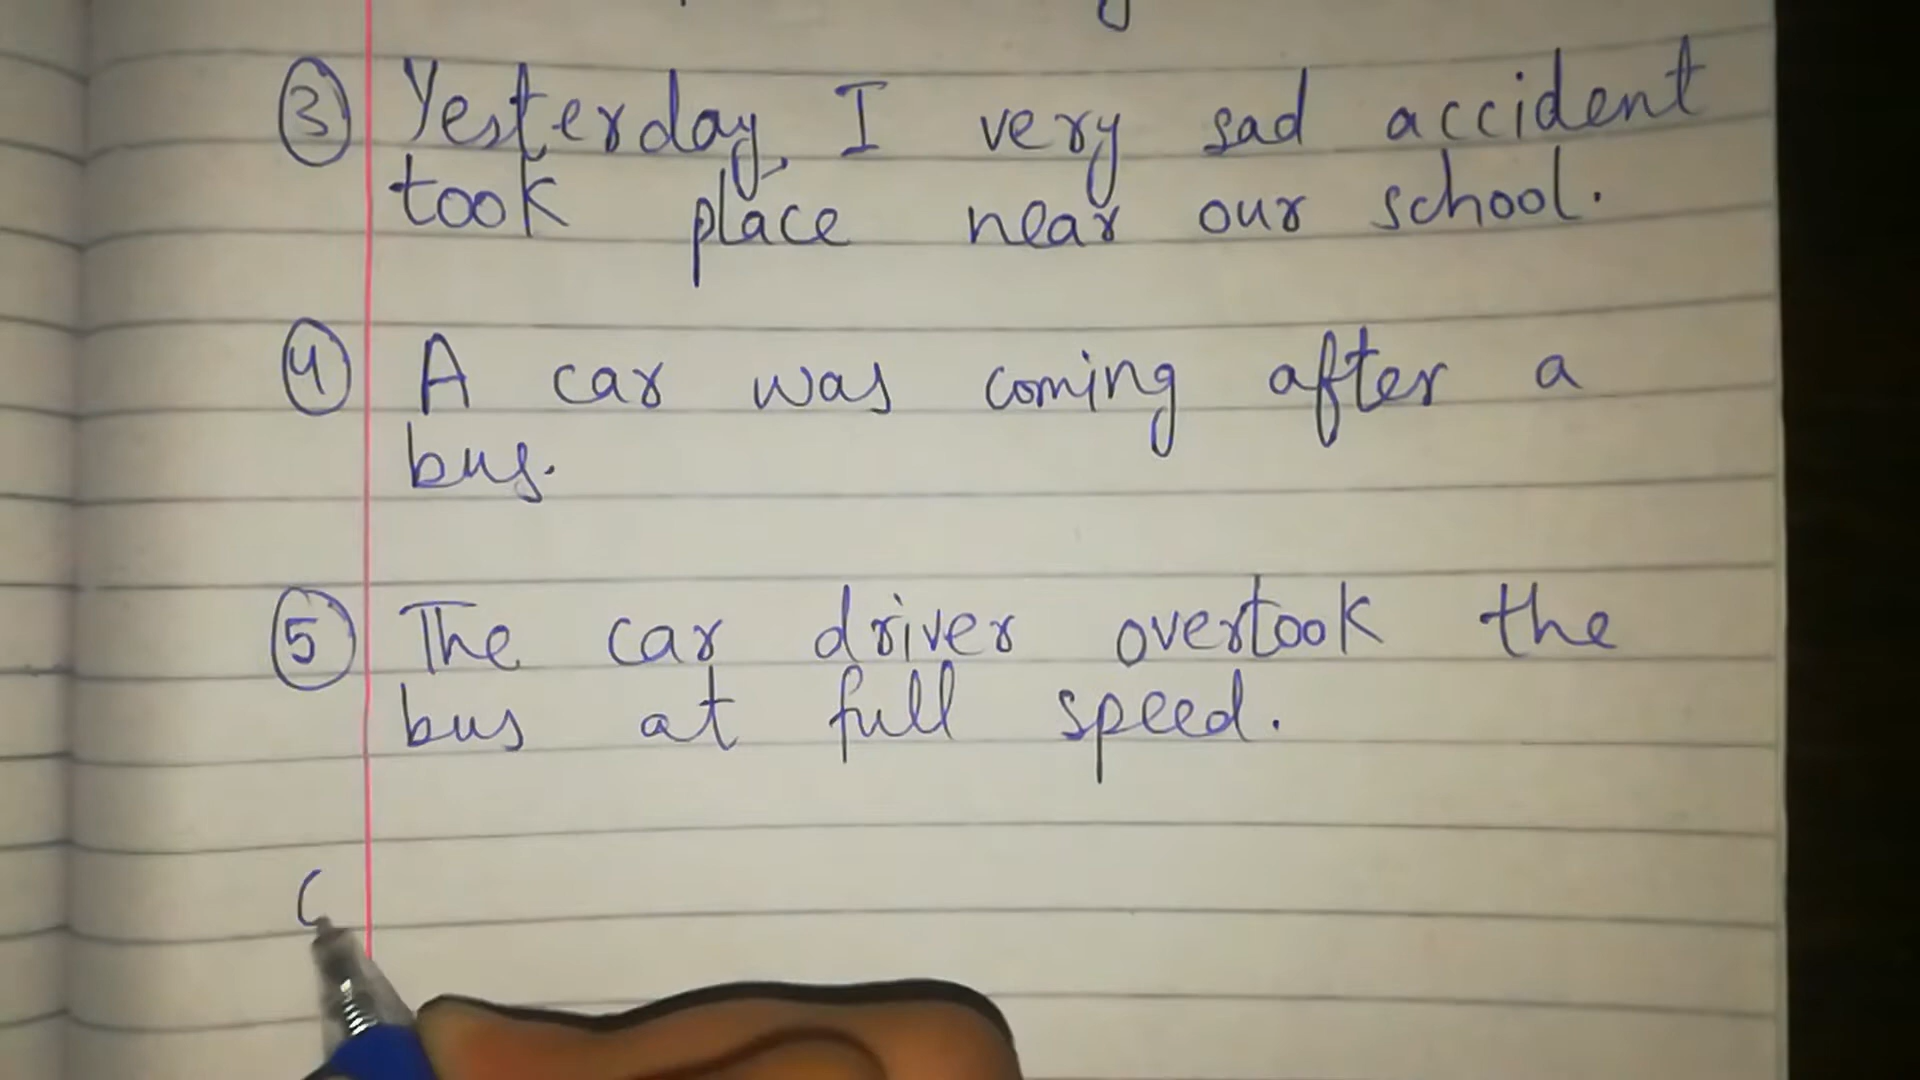 3 Yesterday, I very sad accident
took place near our school.
4 A car was coming after a
bus.
5 The car driver overtook the
bus at full speed.